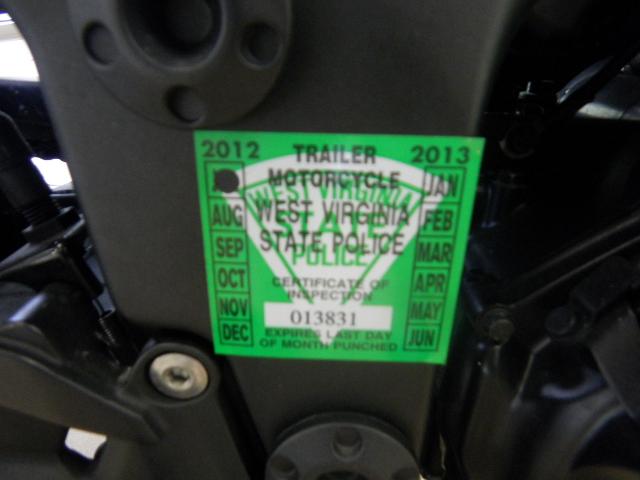 2012 TRAILER 2013
MOTORCYCLE JAN
WEST VIRGINIA
STATE
POLICE
AUG WEST VIRGINIA FEB
SEP STATE POLICE MAR
OCT CERTIFICATE OF APR
INSPECTION
NOV 013831 MAY
DEC EXPIRES LAST DAY JUN
OF MONTH PUNCHED